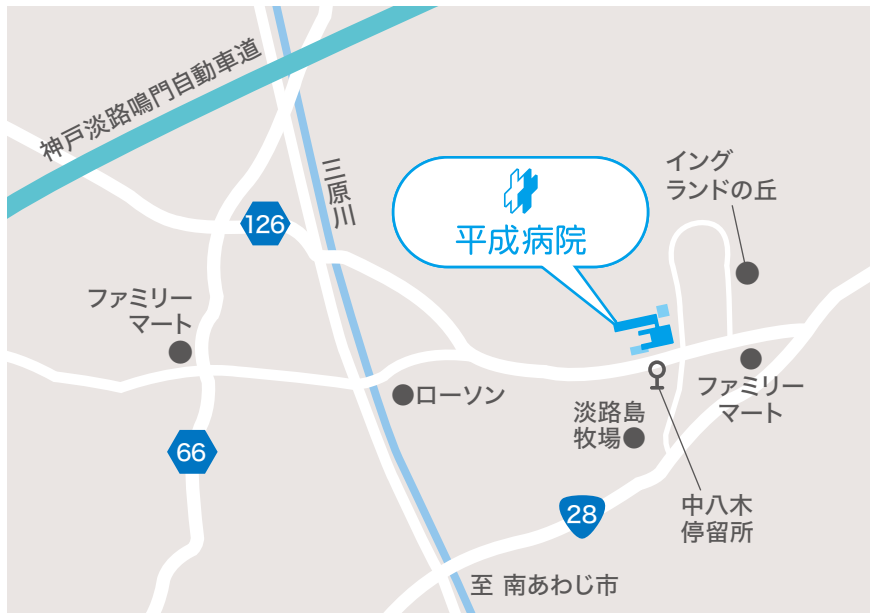 神戸淡路鳴門自動車道
三原川
126
イング
ランドの丘
平成病院
ファミリー
マート
ローソン
ファミリー
マート
淡路島
牧場
66
28
中八木
停留所
至 南あわじ市